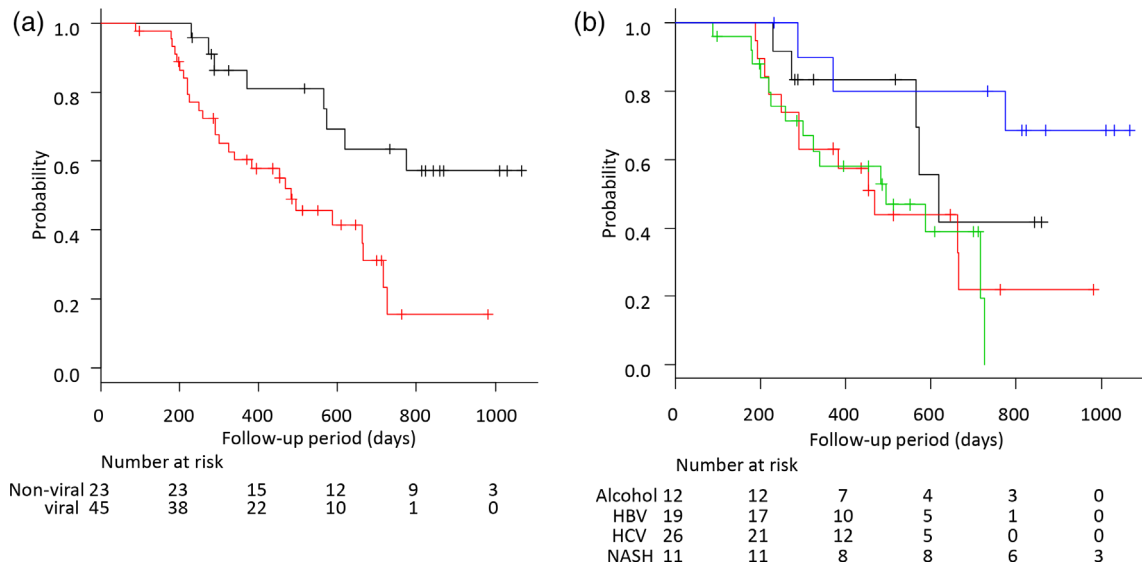 (a)
1.0
0.8
0.6
0.4
0.2
0.0
Probability
0 200 400 600 800 1000
Follow-up period (days)
Number at risk
Non-viral 23 23 15 12 9 3
viral 45 38 22 10 1 0
(b)
1.0
0.8
0.6
0.4
0.2
0.0
Probability
0 200 400 600 800 1000
Follow-up period (days)
Number at risk
Alcohol 12 12 7 4 3 0
HBV 19 17 10 5 1 0
HCV 26 21 12 5 0 0
NASH 11 11 8 8 6 3